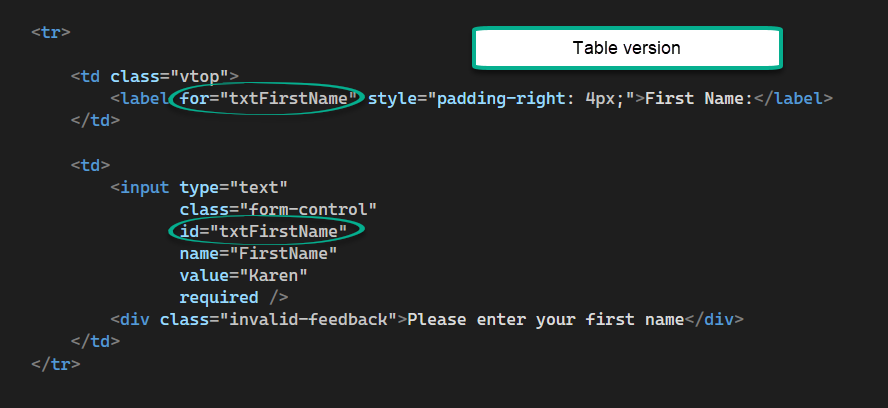 <tr>
Table version
<td class="vtop">
<label for="txtFirstName" style="padding-right: 4px;">First Name:</label>
</td>
<td>
<input type="text"
class="form-control"
id="txtFirstName"
name="FirstName"
value="Karen"
required />
<div class="invalid-feedback">Please enter your first name</div>
</td>
</tr>